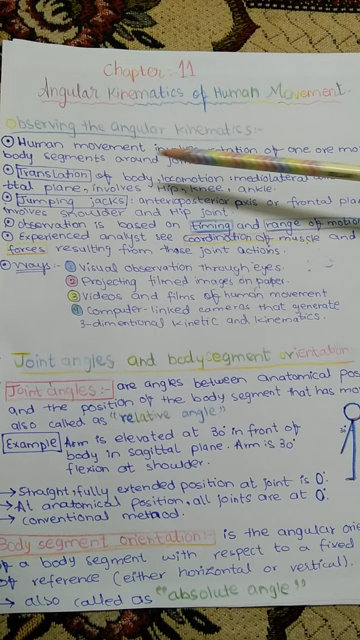 Chapter :- 11
Angular Kinematics of Human Movement.
Observing the angular kinematics:-
Human movement rotation of one or mo
body segments around
Translation of body, locomotion, mediolateral
ttal plane, involves Hip, knee, ankle.
Jumping jacks: anteroposterior axis or frontal pla
involves shoulder and Hip joint.
observation is based on timing and range of motio
Experienced analyst see coordination of muscle and
forces resulting from those joint actions.
ways:- 1 Visual observation through eyes.
2 Projecting filmed images on paper.
3 Videos and films of human movement
4 Computer-linked cameras that generate
3-dimentional kinetic and kinematics.
Joint angles and body segment orientation
Joint angles:- are angles between anatomical pos
and the position of the body segment that has mo
also called as "relative angle"
Example Arm is elevated at 30° in front of
body in sagittal plane. Arm is 30°
flexion at shoulder.
→ Straight, fully extended position at joint is 0°.
→ At anatomical position, all joints are at 0°.
→ conventional method.
Body segment orientation:- is the angular orie
of a body segment with respect to a fixed
of reference (either horizontal or vertical).
→ also called as "absolute angle"